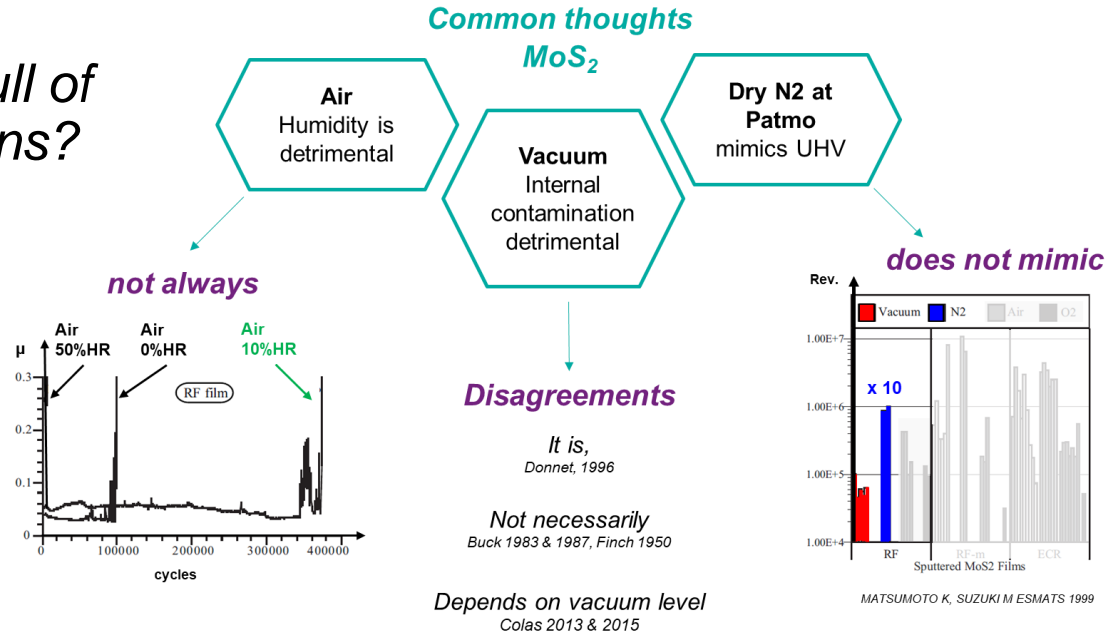 ull of
ns?
Common thoughts
MoS2
Air
Humidity is
detrimental
Vacuum
Internal
contamination
detrimental
Dry N2 at
Patmo
mimics UHV
not always
does not mimic
Air
50%HR
Air
0%HR
Air
10%HR
μ
RF film
0.3
0.2
0.1
0
0
100000
200000
300000
400000
cycles
Disagreements
It is,
Donnet, 1996
Not necessarily
Buck 1983 & 1987, Finch 1950
Depends on vacuum level
Colas 2013 & 2015
Rev.
Vacuum
N2
Air
O2
1.00E+7
x 10
1.00E+6
1.00E+5
1.00E+4
RF
RF-m
ECR
Sputtered MoS2 Films
MATSUMOTO K, SUZUKI M ESMATS 1999